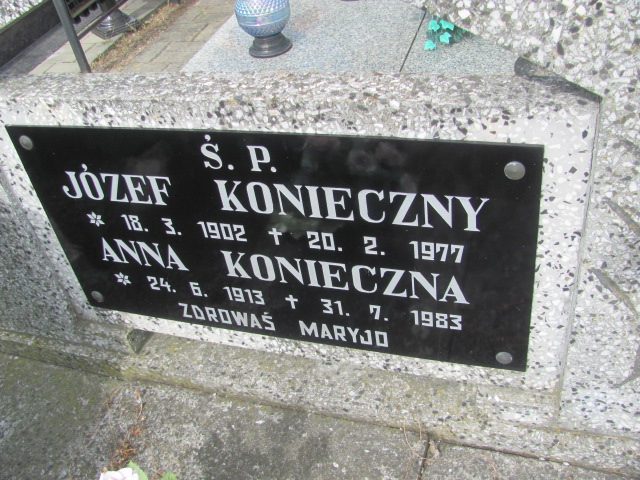 Ś. P.
JÓZEF KONIECZNY
* 18. 3. 1902 ✝ 20. 2. 1977
ANNA KONIECZNA
* 24. 6. 1913 ✝ 31. 7. 1983
ZDROWAŚ MARYJO